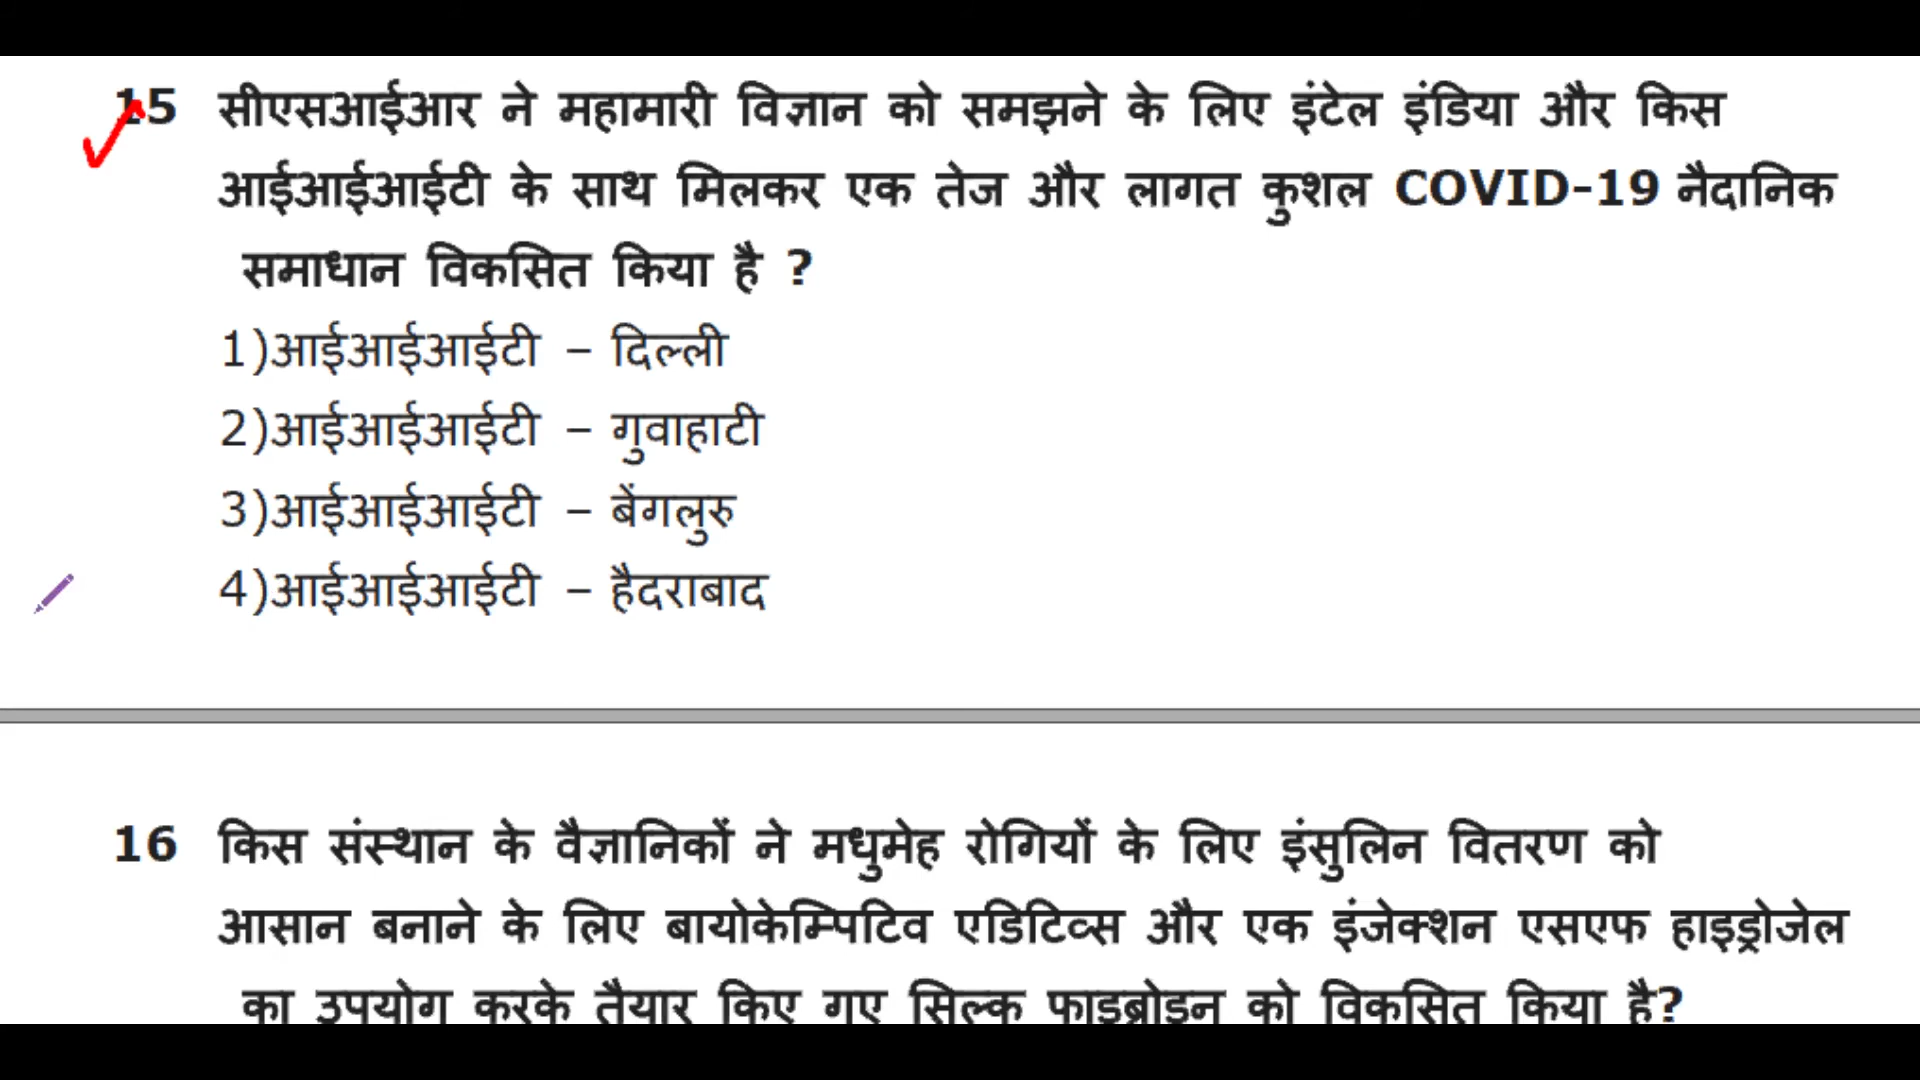 15 सीएसआईआर ने महामारी विज्ञान को समझने के लिए इंटेल इंडिया और किस
आईआईआईटी के साथ मिलकर एक तेज और लागत कुशल COVID-19 नैदानिक
समाधान विकसित किया है ?
1)आईआईआईटी – दिल्ली
2)आईआईआईटी – गुवाहाटी
3)आईआईआईटी – बेंगलुरु
4)आईआईआईटी – हैदराबाद
16 किस संस्थान के वैज्ञानिकों ने मधुमेह रोगियों के लिए इंसुलिन वितरण को
आसान बनाने के लिए बायोकेम्पिटिव एडिटिव्स और एक इंजेक्शन एसएफ हाइड्रोजेल
का उपयोग करके तैयार किए गए सिल्क फाइब्रोइन को विकसित किया है?